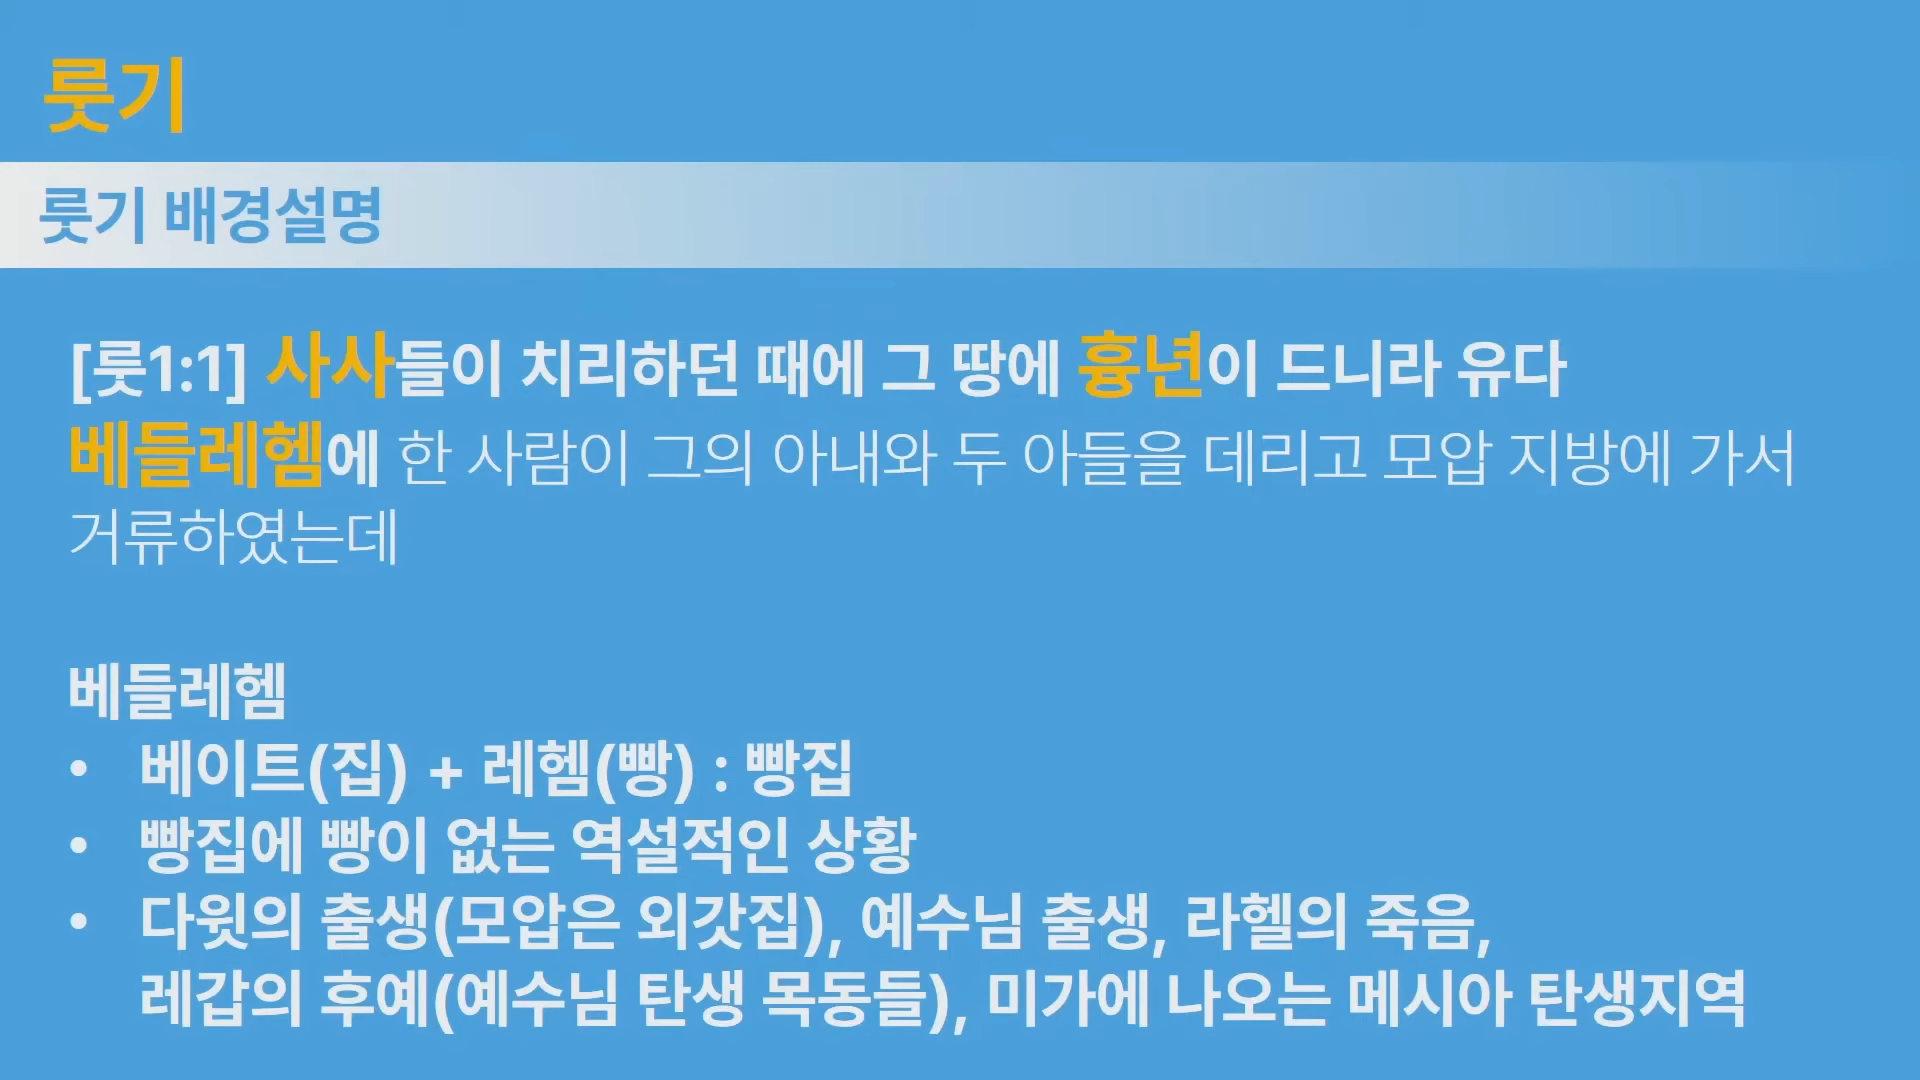 룻기
룻기 배경설명
[룻1:1] 사사들이 치리하던 때에 그 땅에 흉년이 드니라 유다
베들레헴에 한 사람이 그의 아내와 두 아들을 데리고 모압 지방에 가서
거류하였는데
베들레헴
• 베이트(집) + 레헴(빵) : 빵집
• 빵집에 빵이 없는 역설적인 상황
• 다윗의 출생(모압은 외갓집), 예수님 출생, 라헬의 죽음,
레갑의 후예(예수님 탄생 목동들), 미가에 나오는 메시아 탄생지역